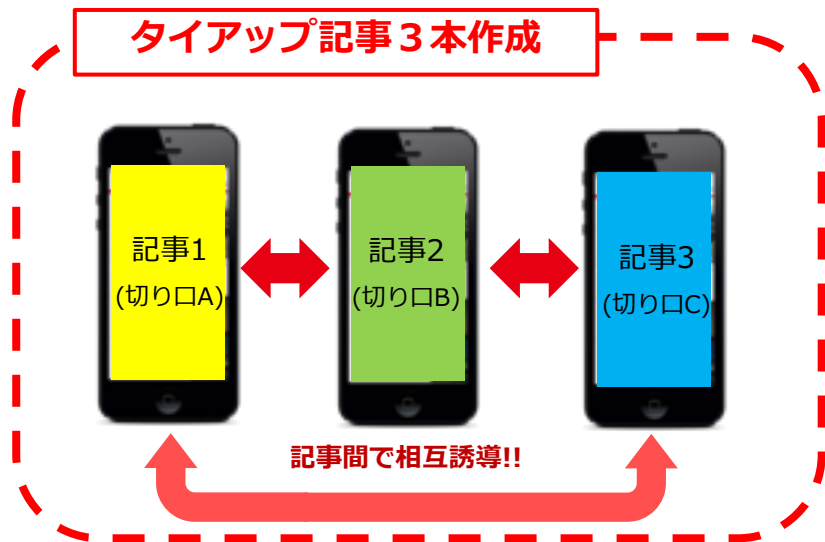 タイアップ記事３本作成
記事1
(切り口A)
記事2
(切り口B)
記事3
(切り口C)
記事間で相互誘導!!